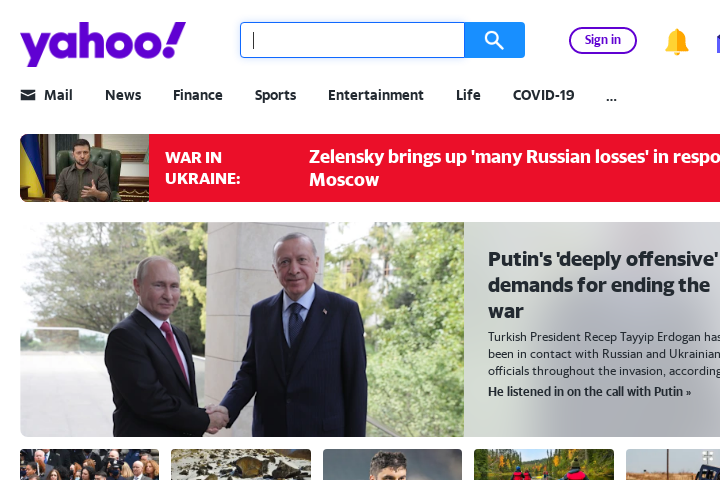 yahoo!
Sign in
Mail
News
Finance
Sports
Entertainment
Life
COVID-19
...
WAR IN
UKRAINE:
Zelensky brings up 'many Russian losses' in respo
Moscow
Putin's 'deeply offensive'
demands for ending the
war
Turkish President Recep Tayyip Erdogan has
been in contact with Russian and Ukrainian
officials throughout the invasion, according
He listened in on the call with Putin »